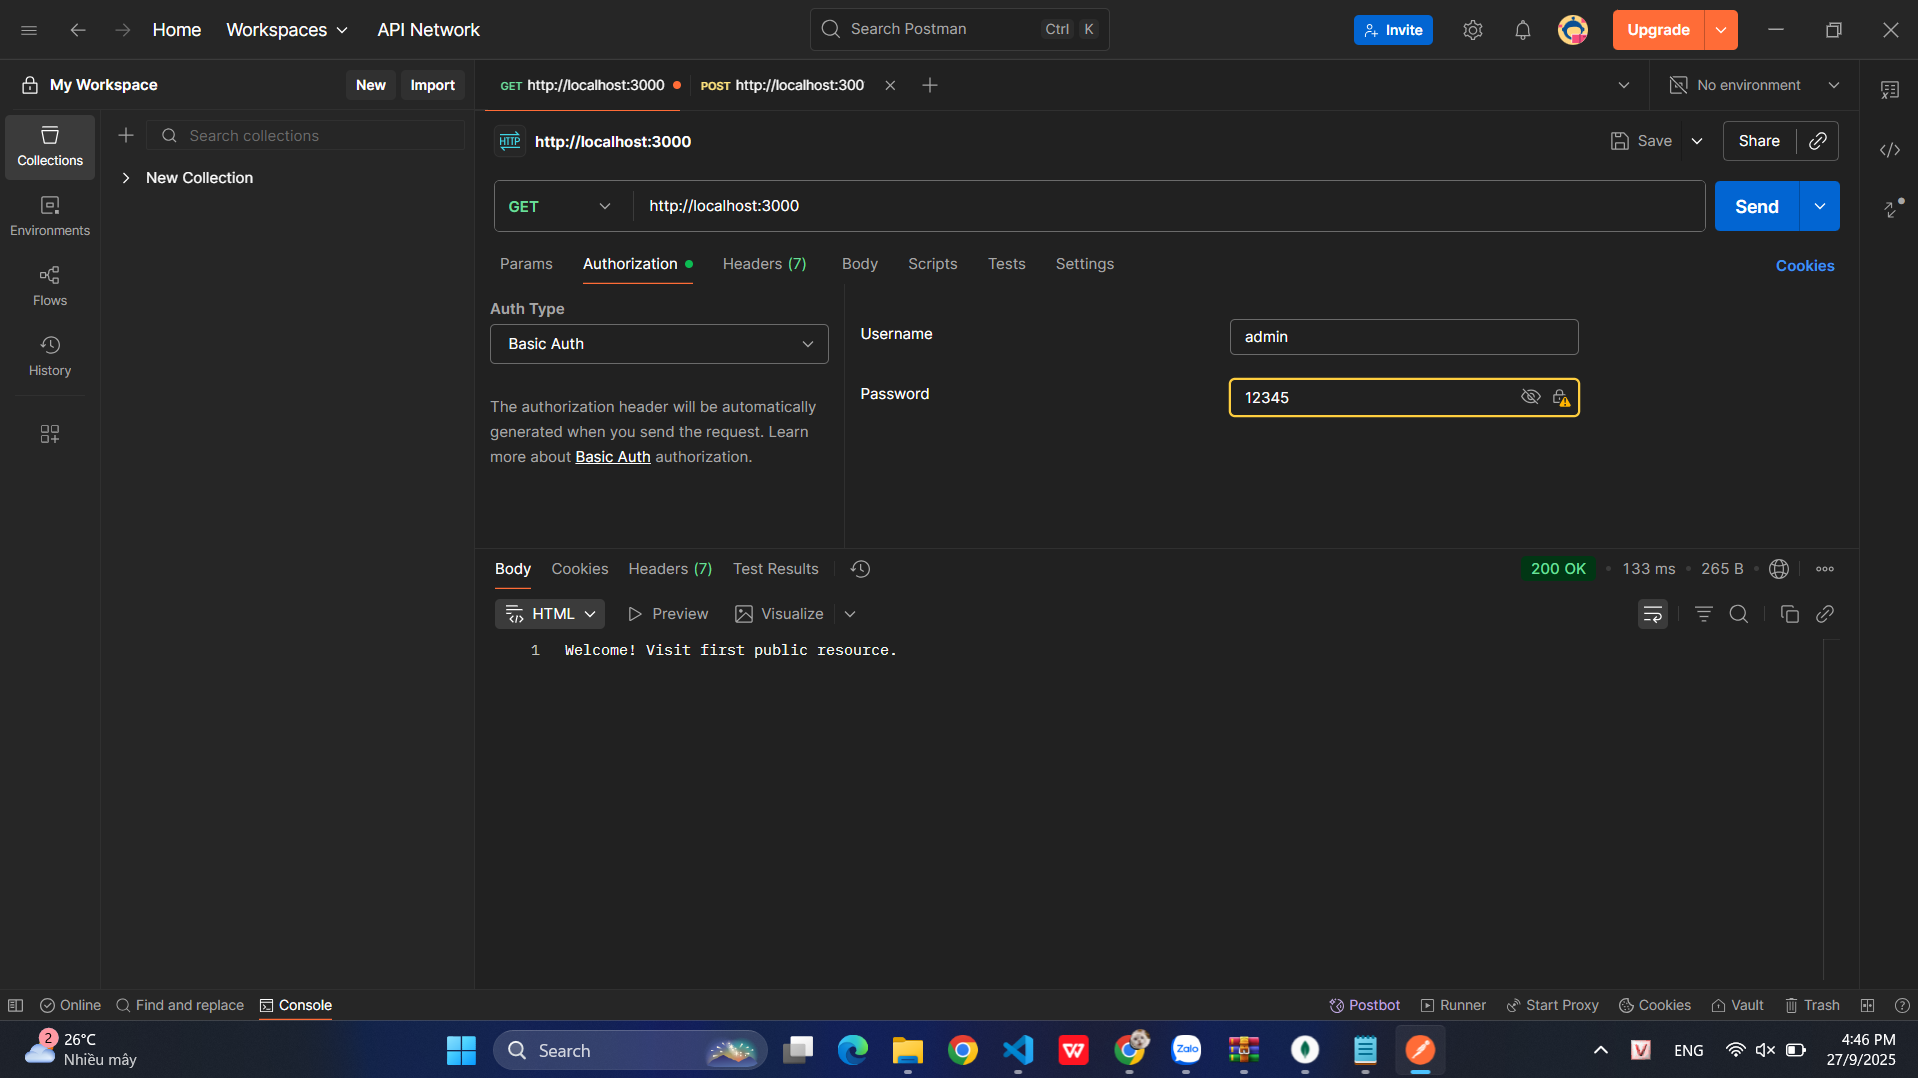 Home Workspaces API Network Search Postman Ctrl K Invite Upgrade
My Workspace New Import GET http://localhost:3000 POST http://localhost:300 No environment
Search collections
Collections
New Collection
Environments
Flows
History
HTTP http://localhost:3000 Save Share
GET http://localhost:3000 Send
Params Authorization Headers (7) Body Scripts Tests Settings Cookies
Auth Type
Basic Auth
The authorization header will be automatically
generated when you send the request. Learn
more about Basic Auth authorization.
Username admin
Password 12345
Body Cookies Headers (7) Test Results 200 OK • 133 ms • 265 B
HTML Preview Visualize
1 Welcome! Visit first public resource.
Online Find and replace Console Postbot Runner Start Proxy Cookies Vault Trash
2 26°C
Nhiều mây
Search
Zalo
ENG
4:46 PM
27/9/2025